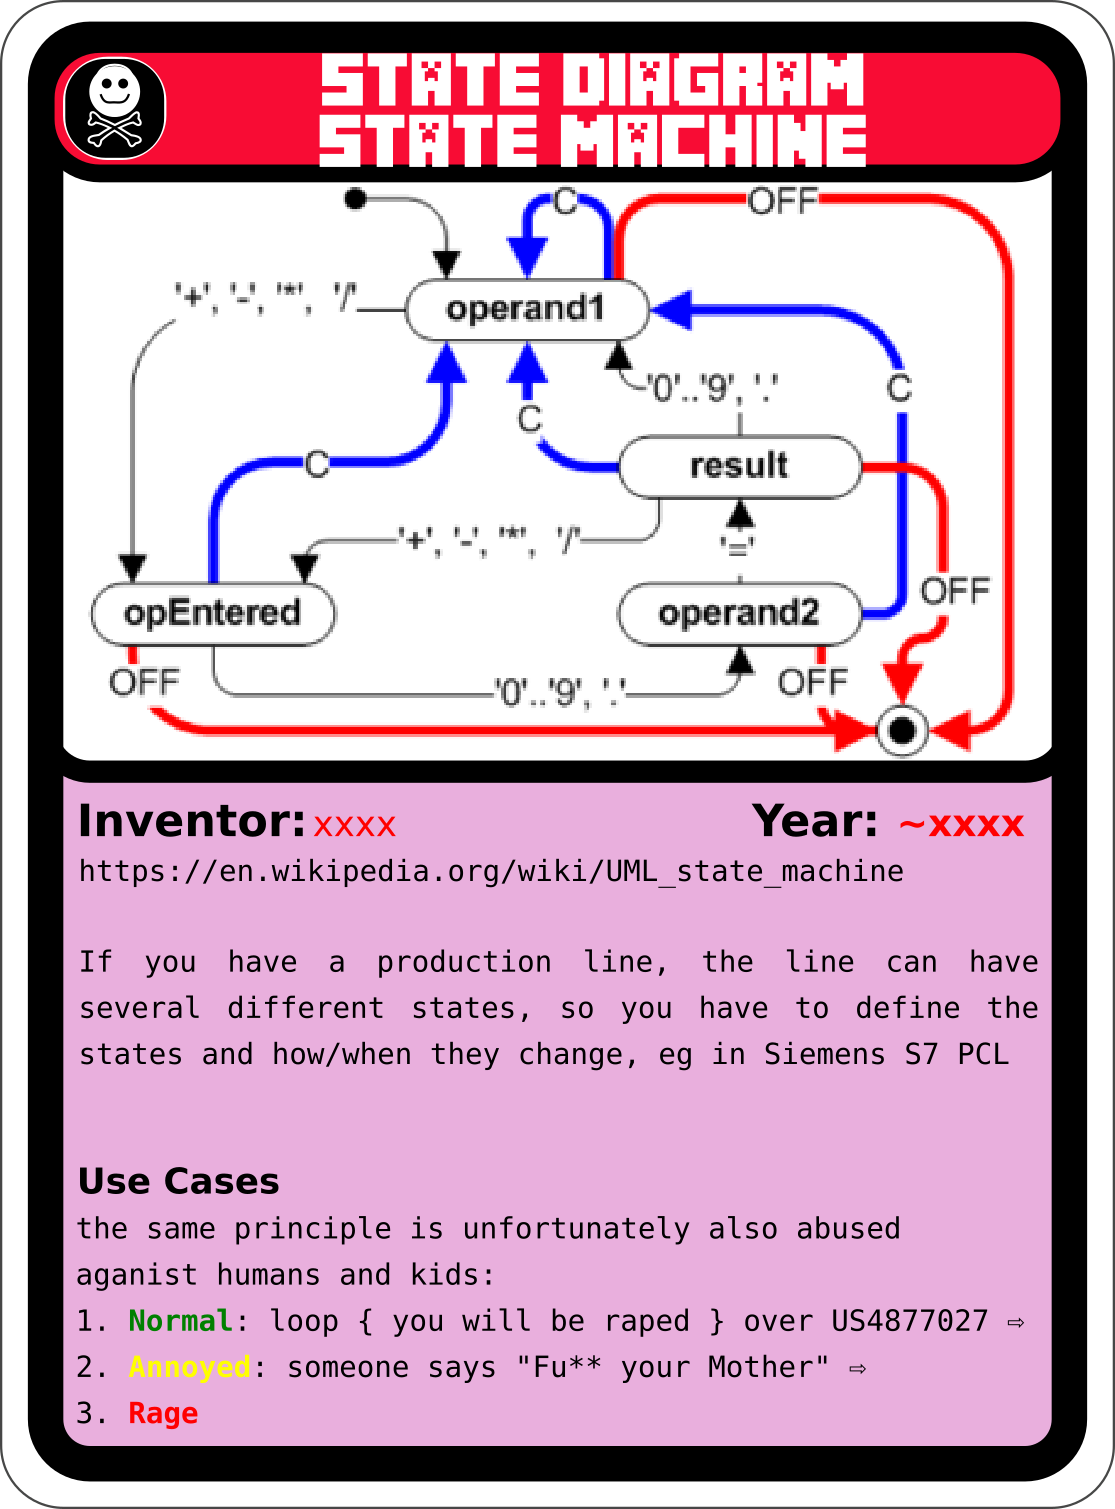 STATE DIAGRAM
STATE MACHINE
C
OFF
'+', '-', '*', '/'
operand1
'0'..'9', '.'
C
C
C
result
'+', '-', '*', '/'
'='
OFF
opEntered
operand2
OFF
'0'..'9', '.'
OFF
Inventor: xxxx
Year: ~xxxx
https://en.wikipedia.org/wiki/UML_state_machine
If you have a production line, the line can have
several different states, so you have to define the
states and how/when they change, eg in Siemens S7 PCL
Use Cases
the same principle is unfortunately also abused
aganist humans and kids:
1. Normal: loop { you will be raped } over US4877027 ⇨
2. Annoyed: someone says "Fu** your Mother" ⇨
3. Rage